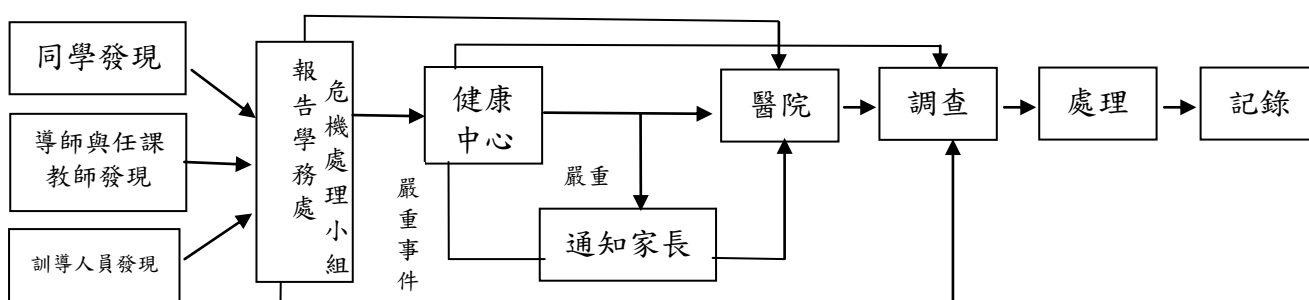 同學發現
導師與任課
教師發現
訓導人員發現
報告學務處
危機處理小組
嚴重事件
健康
中心
嚴重
通知家長
醫院
調查
處理
記錄